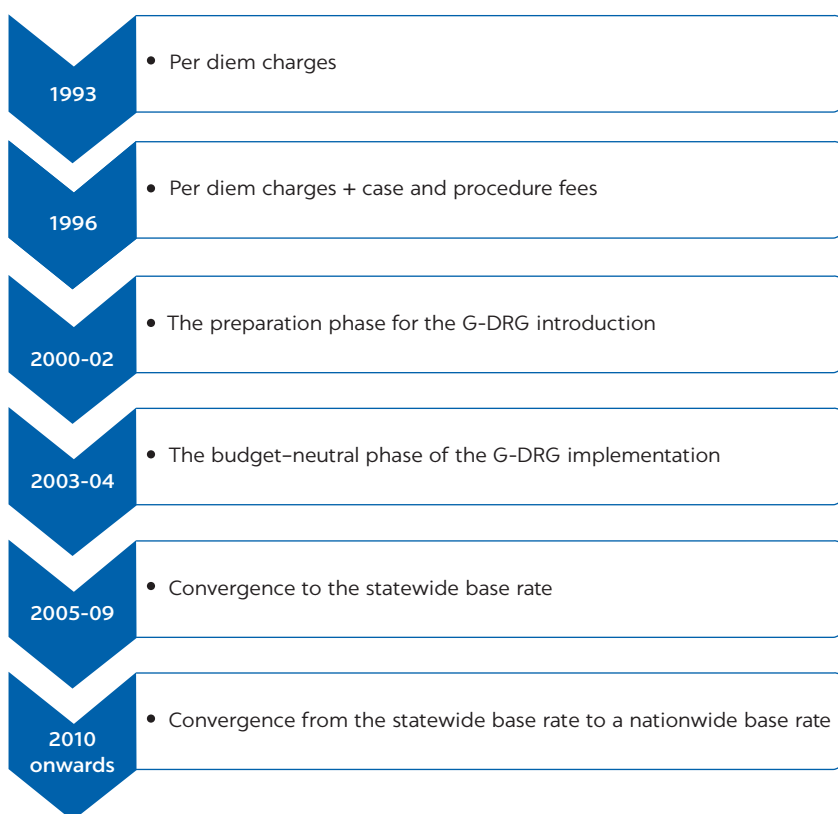 1993
• Per diem charges
1996
• Per diem charges + case and procedure fees
2000-02
• The preparation phase for the G-DRG introduction
2003-04
• The budget–neutral phase of the G-DRG implementation
2005-09
• Convergence to the statewide base rate
2010
onwards
• Convergence from the statewide base rate to a nationwide base rate